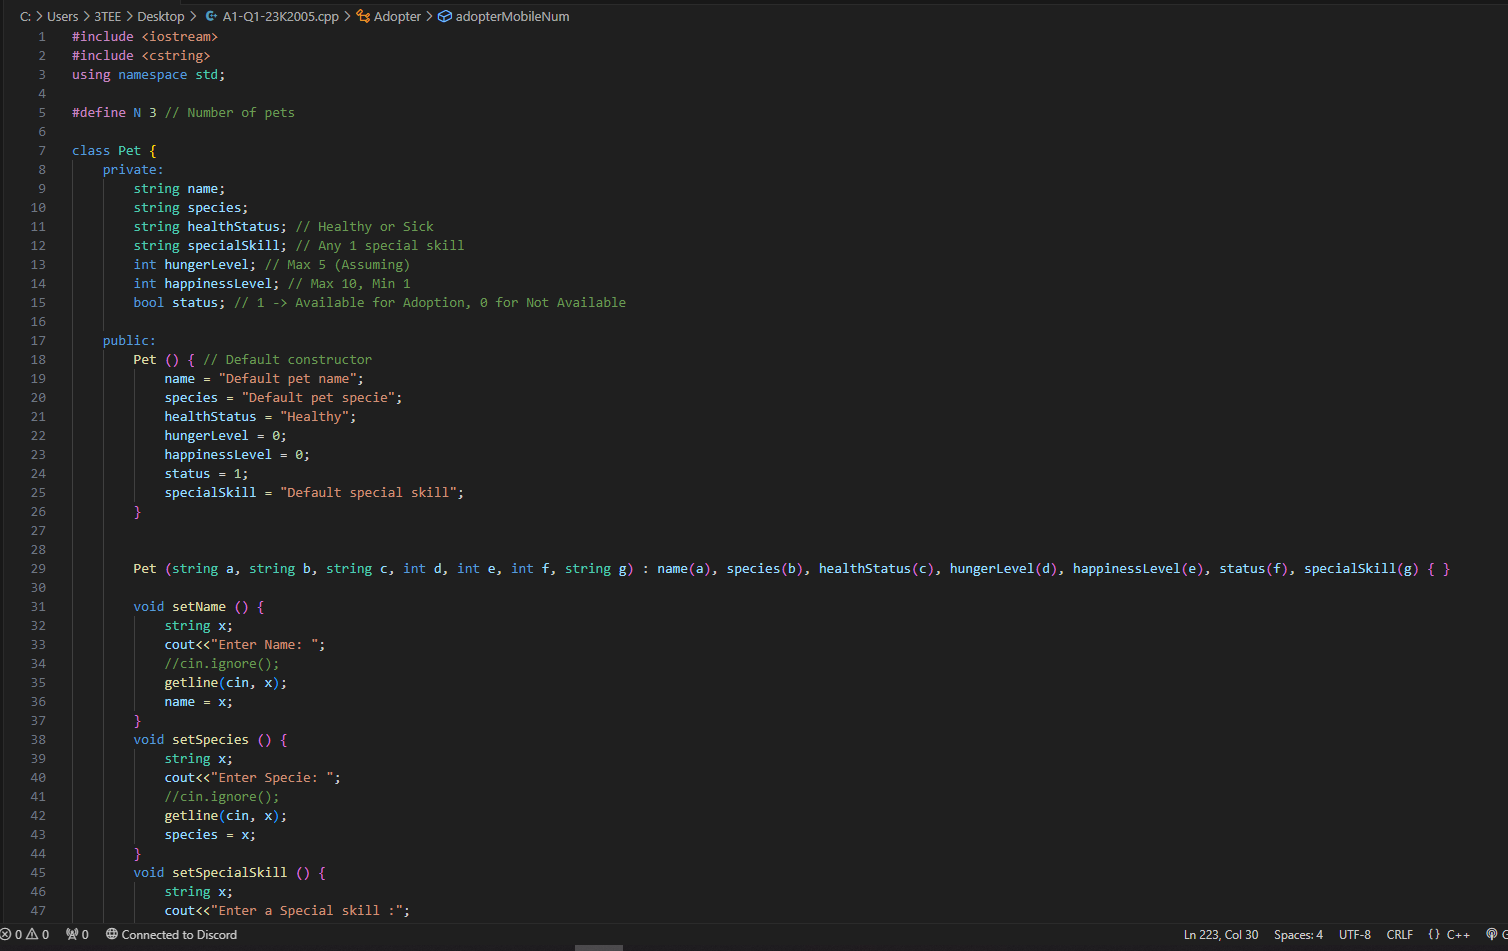 C: > Users > 3TEE > Desktop > A1-Q1-23K2005.cpp > Adopter > adopterMobileNum
1 #include <iostream>
2 #include <cstring>
3 using namespace std;
4
5 #define N 3 // Number of pets
6
7 class Pet {
8 private:
9 string name;
10 string species;
11 string healthStatus; // Healthy or Sick
12 string specialSkill; // Any 1 special skill
13 int hungerLevel; // Max 5 (Assuming)
14 int happinessLevel; // Max 10, Min 1
15 bool status; // 1 -> Available for Adoption, 0 for Not Available
16
17 public:
18 Pet () { // Default constructor
19 name = "Default pet name";
20 species = "Default pet specie";
21 healthStatus = "Healthy";
22 hungerLevel = 0;
23 happinessLevel = 0;
24 status = 1;
25 specialSkill = "Default special skill";
26 }
27
28
29 Pet (string a, string b, string c, int d, int e, int f, string g) : name(a), species(b), healthStatus(c), hungerLevel(d), happinessLevel(e), status(f), specialSkill(g) { }
30
31 void setName () {
32 string x;
33 cout<<"Enter Name: ";
34 //cin.ignore();
35 getline(cin, x);
36 name = x;
37 }
38 void setSpecies () {
39 string x;
40 cout<<"Enter Specie: ";
41 //cin.ignore();
42 getline(cin, x);
43 species = x;
44 }
45 void setSpecialSkill () {
46 string x;
47 cout<<"Enter a Special skill :";
0 0 0 Connected to Discord Ln 223, Col 30 Spaces: 4 UTF-8 CRLF {} C++